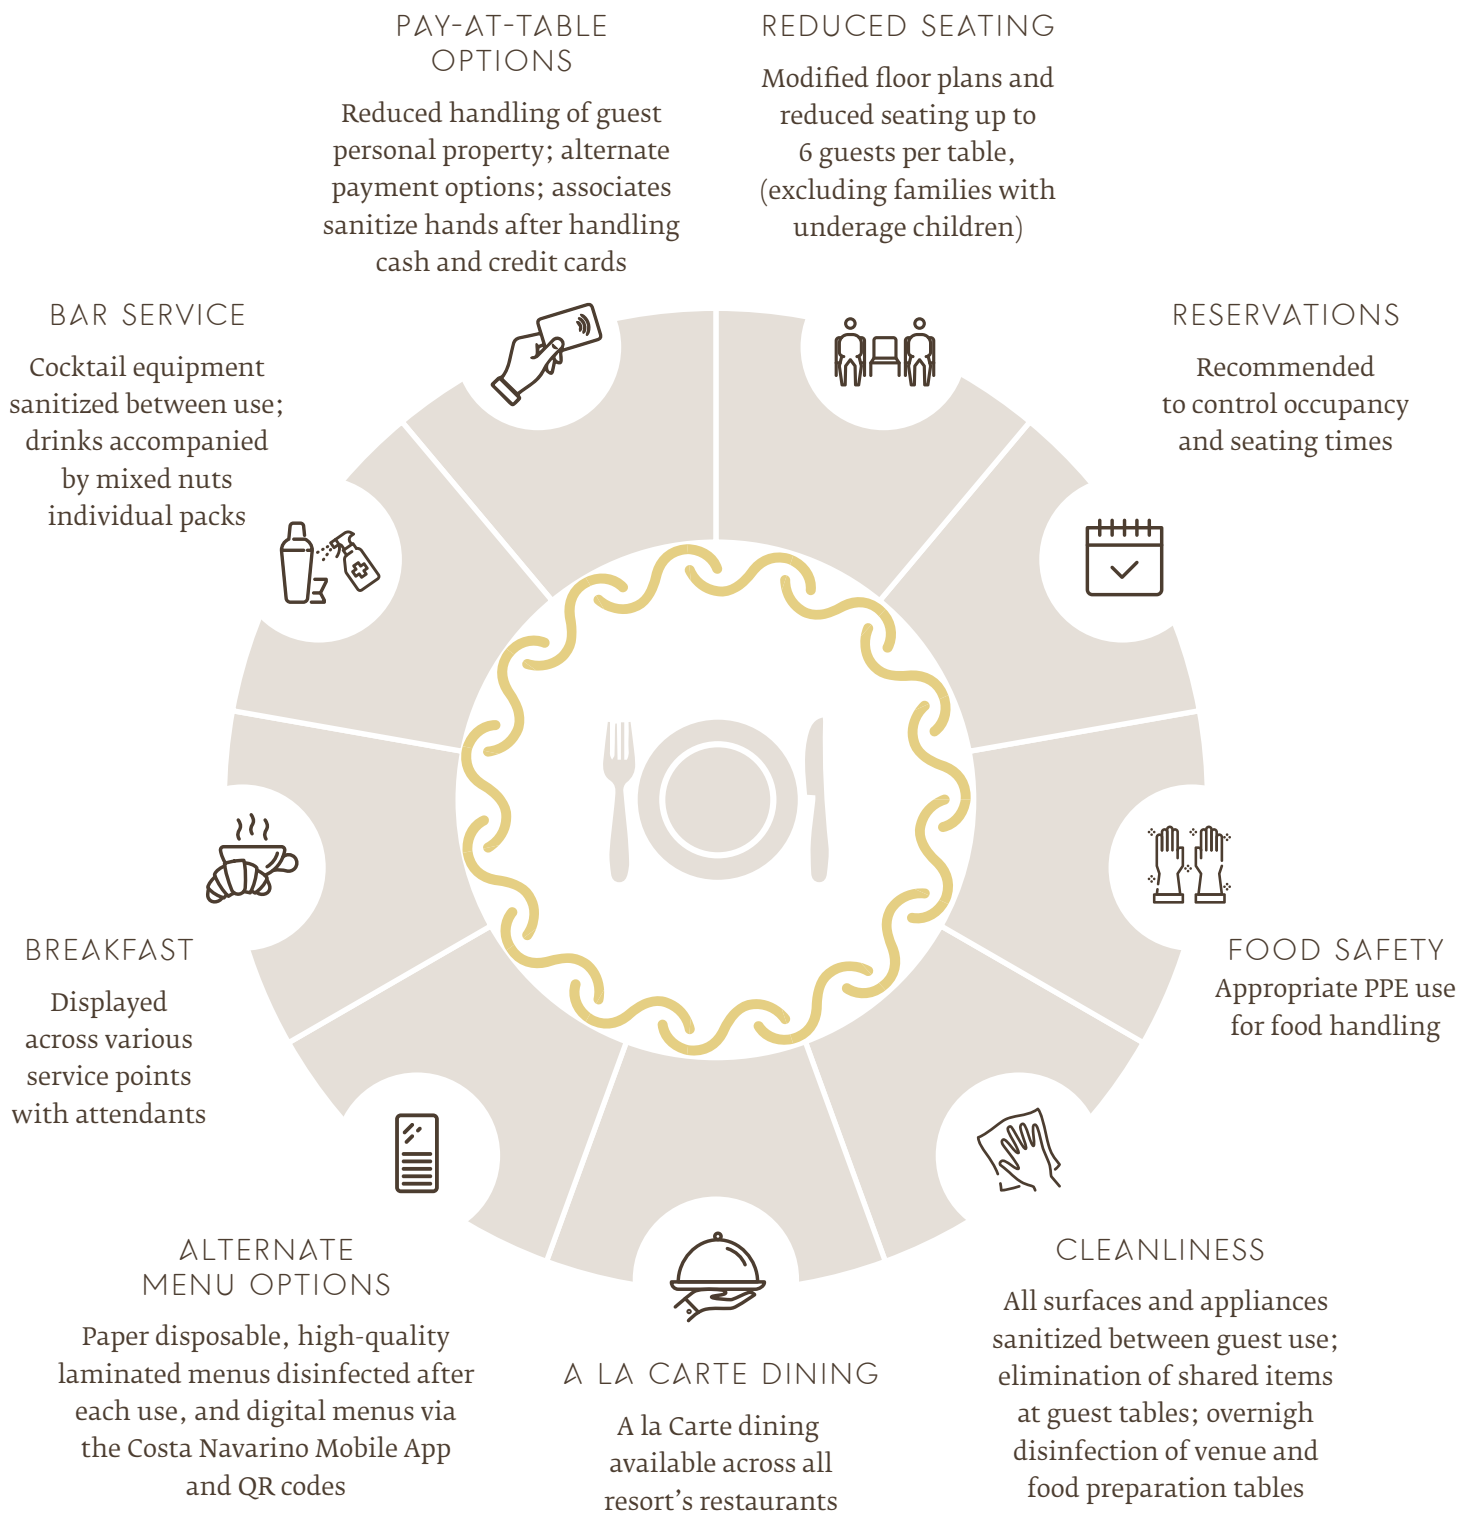 PAY-AT-TABLE
OPTIONS
Reduced handling of guest
personal property; alternate
payment options; associates
sanitize hands after handling
cash and credit cards
REDUCED SEATING
Modified floor plans and
reduced seating up to
6 guests per table,
(excluding families with
underage children)
BAR SERVICE
Cocktail equipment
sanitized between use;
drinks accompanied
by mixed nuts
individual packs
RESERVATIONS
Recommended
to control occupancy
and seating times
BREAKFAST
Displayed
across various
service points
with attendants
FOOD SAFETY
Appropriate PPE use
for food handling
ALTERNATE
MENU OPTIONS
Paper disposable, high-quality
laminated menus disinfected after
each use, and digital menus via
the Costa Navarino Mobile App
and QR codes
A LA CARTE DINING
A la Carte dining
available across all
resort’s restaurants
CLEANLINESS
All surfaces and appliances
sanitized between guest use;
elimination of shared items
at guest tables; overnigh
disinfection of venue and
food preparation tables